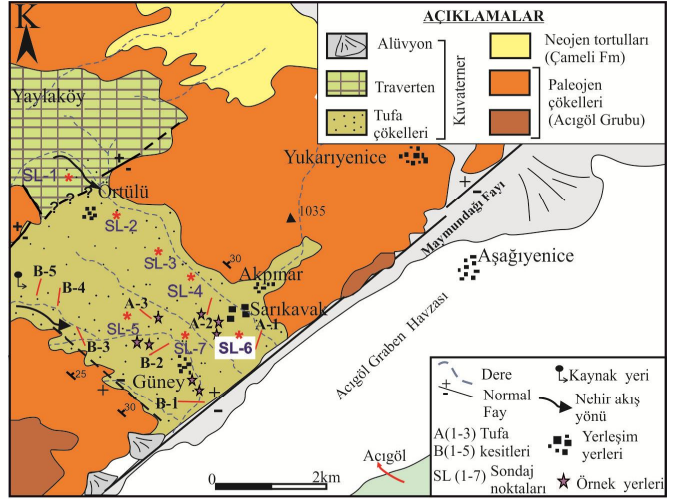 K
AÇIKLAMALAR
Alüvyon
Traverten
Tufa
çökelleri
Kuvaterner
Neojen tortulları
(Çameli Fm)
Paleojen
çökelleri
(Acıgöl Grubu)
Yaylaköy
SL-1
? ? ?
Örtülü
SL-2
Yukarıyenice
1035
Maymundağı Fayı
Aşağıyenice
SL-3
30
Akpınar
SL-4
Sarıkavak
B-5
B-4
A-3
A-2
A-1
SL-5
SL-7
SL-6
B-3
B-2
Güney
B-1
25
30
Acıgöl Graben Havzası
Acıgöl
0 2km
Dere
Normal
Fay
A(1-3) Tufa
B(1-5) kesitleri
SL (1-7) Sondaj
noktaları
Kaynak yeri
Nehir akış
yönü
Yerleşim
yerleri
Örnek yerleri